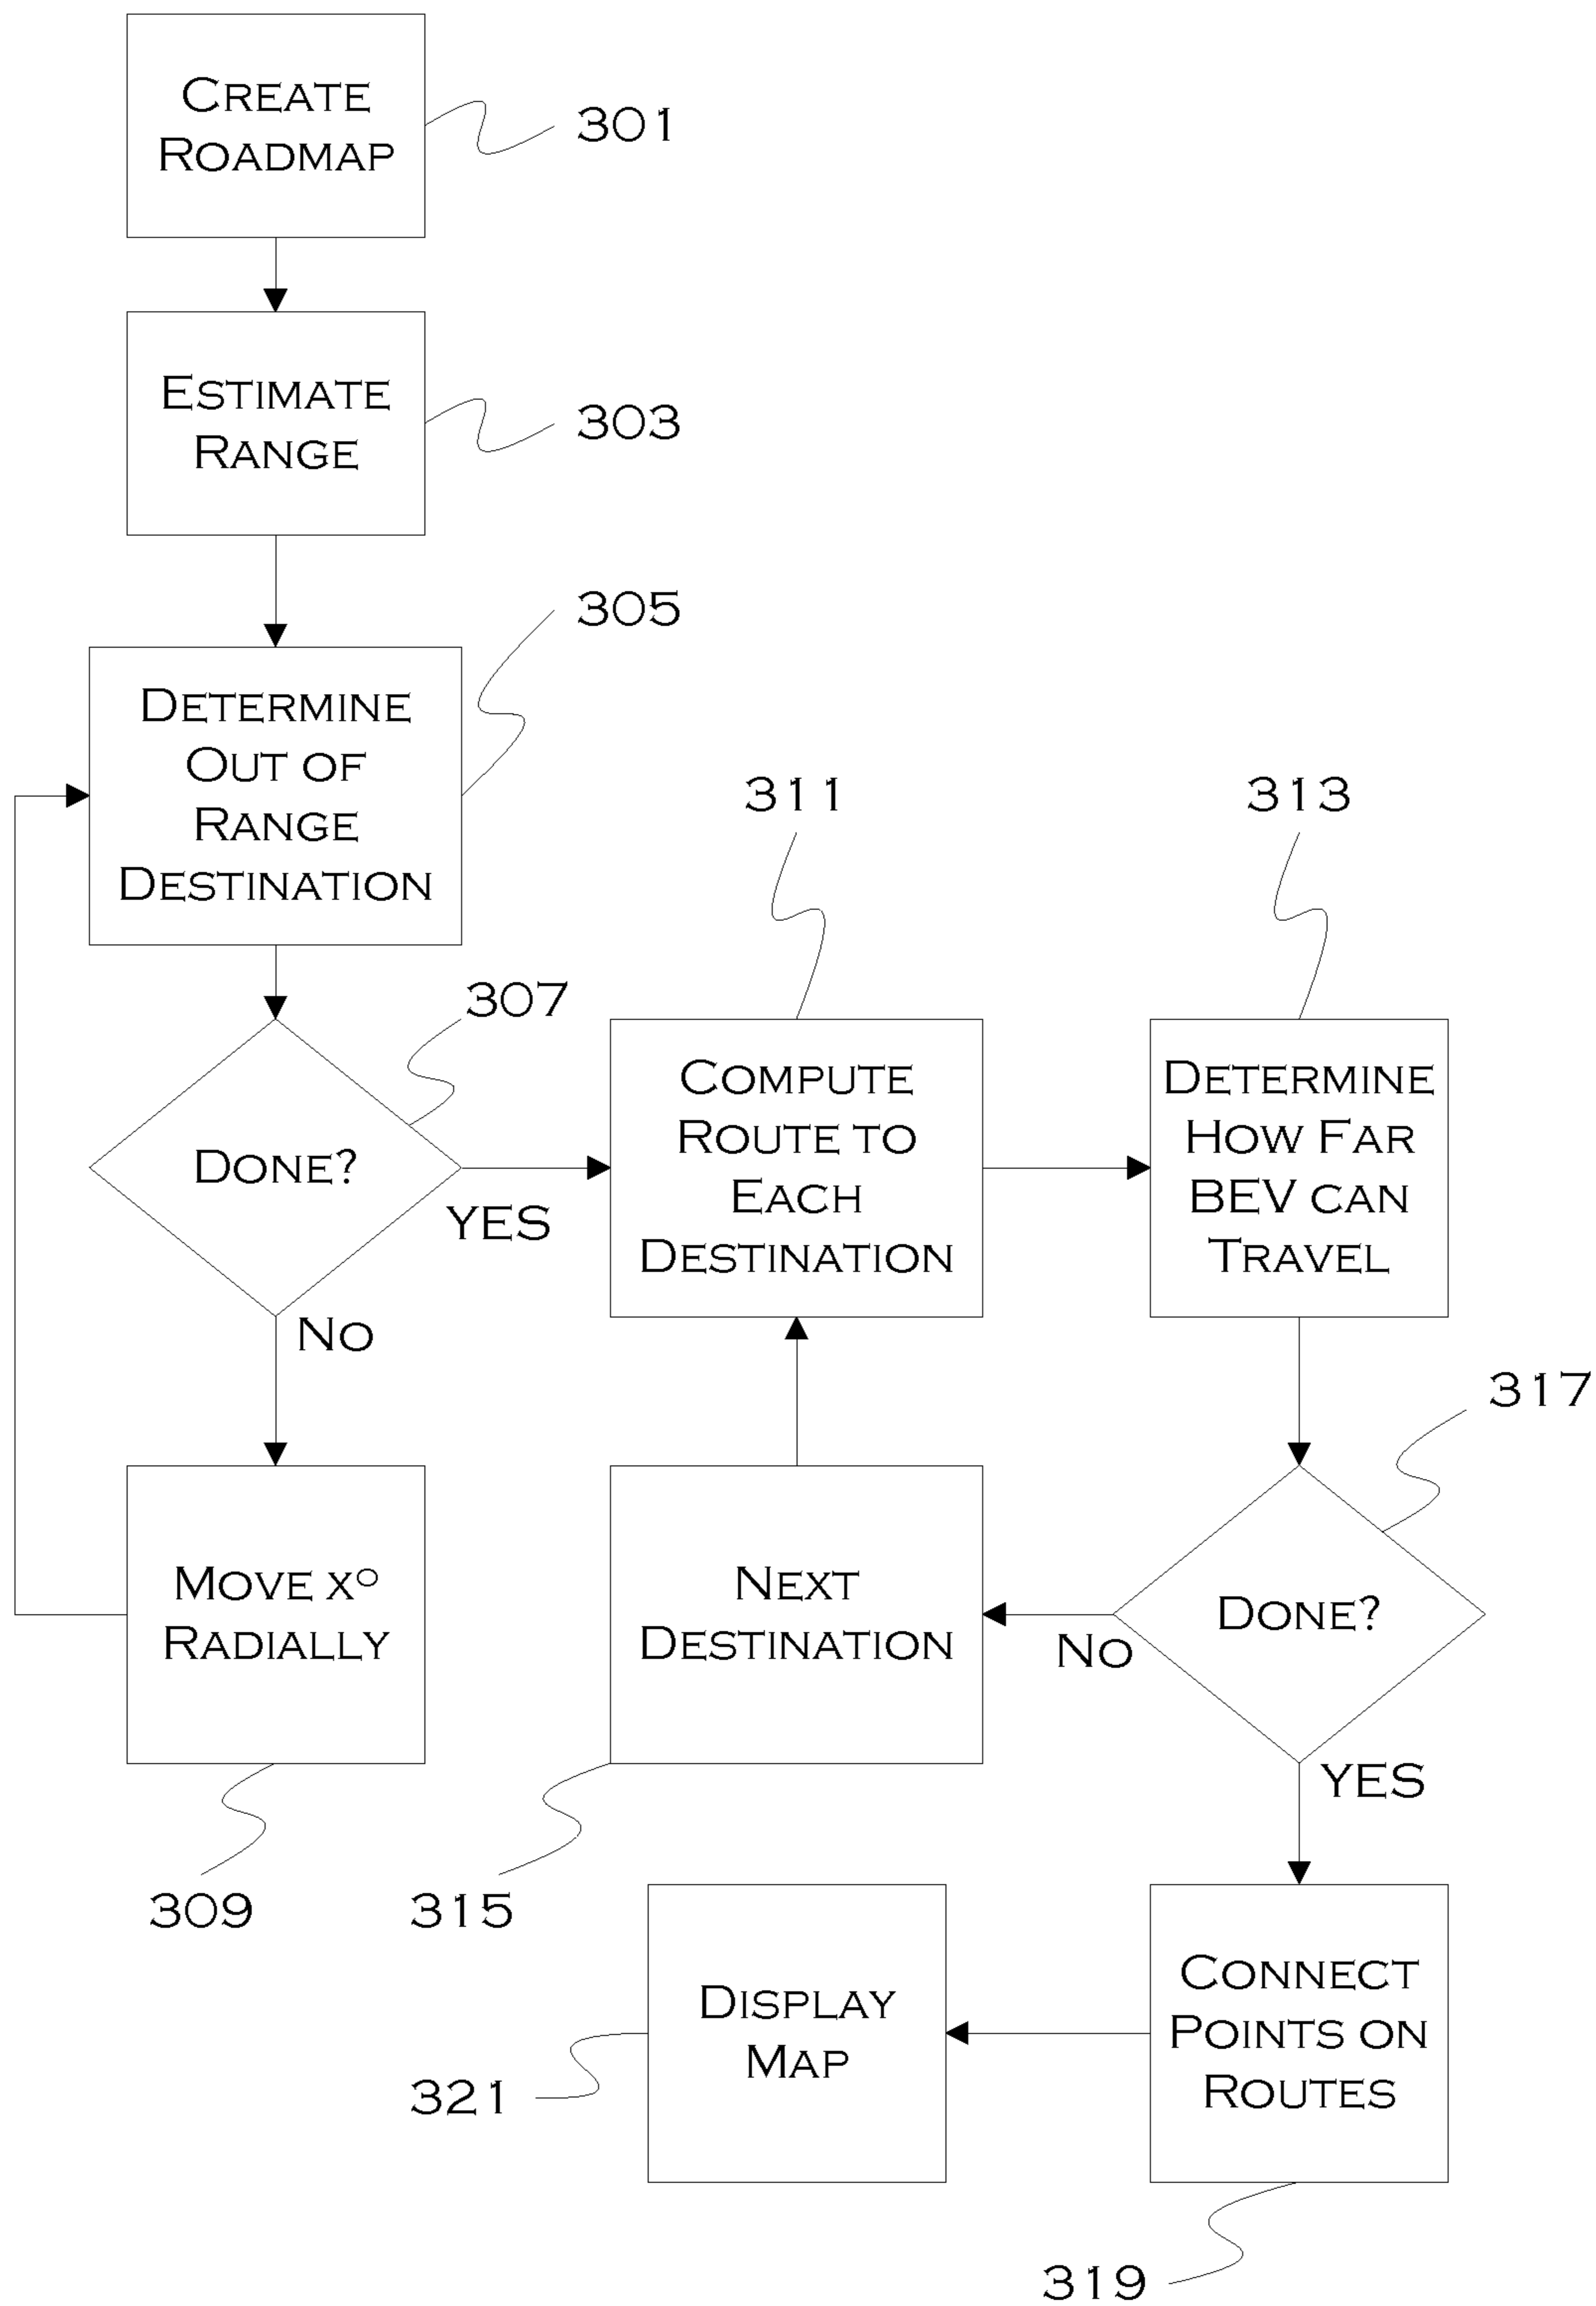 CREATE
ROADMAP
301
ESTIMATE
RANGE
303
DETERMINE
OUT OF
RANGE
DESTINATION
305
DONE?
307
YES
NO
MOVE X°
RADIALLY
309
311
COMPUTE
ROUTE TO
EACH
DESTINATION
313
DETERMINE
HOW FAR
BEV CAN
TRAVEL
317
DONE?
NO
YES
NEXT
DESTINATION
315
CONNECT
POINTS ON
ROUTES
319
DISPLAY
MAP
321